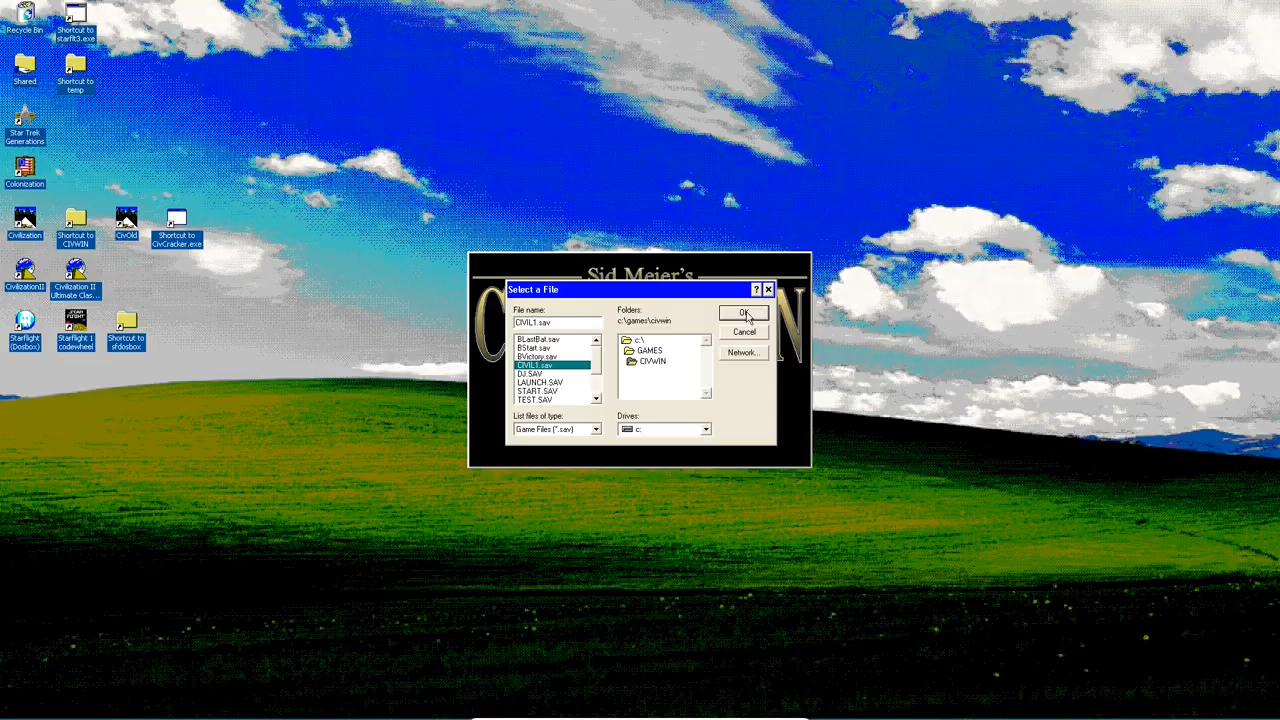 Recycle Bin
Shortcut to
starflt3.exe
Shared
Shortcut to
temp
Star Trek
Generations
Colonization
Civilization
Shortcut to
CIVWIN
CivOld
Shortcut to
CivCracker.exe
CivilizationII
Civilization II
Ultimate Clas...
Starflight
(Dosbox)
Starflight 1
codewheel
Shortcut to
sfdosbox
Sid Meier's
Select a File
File name:
CIVIL1.sav
BLastBat.sav
BStart.sav
BVictory.sav
CIVIL1.sav
DJ.SAV
LAUNCH.SAV
START.SAV
TEST.SAV
List files of type:
Game Files (*.sav)
Folders:
c:\games\civwin
c:\
GAMES
CIVWIN
Drives:
c:
OK
Cancel
Network...